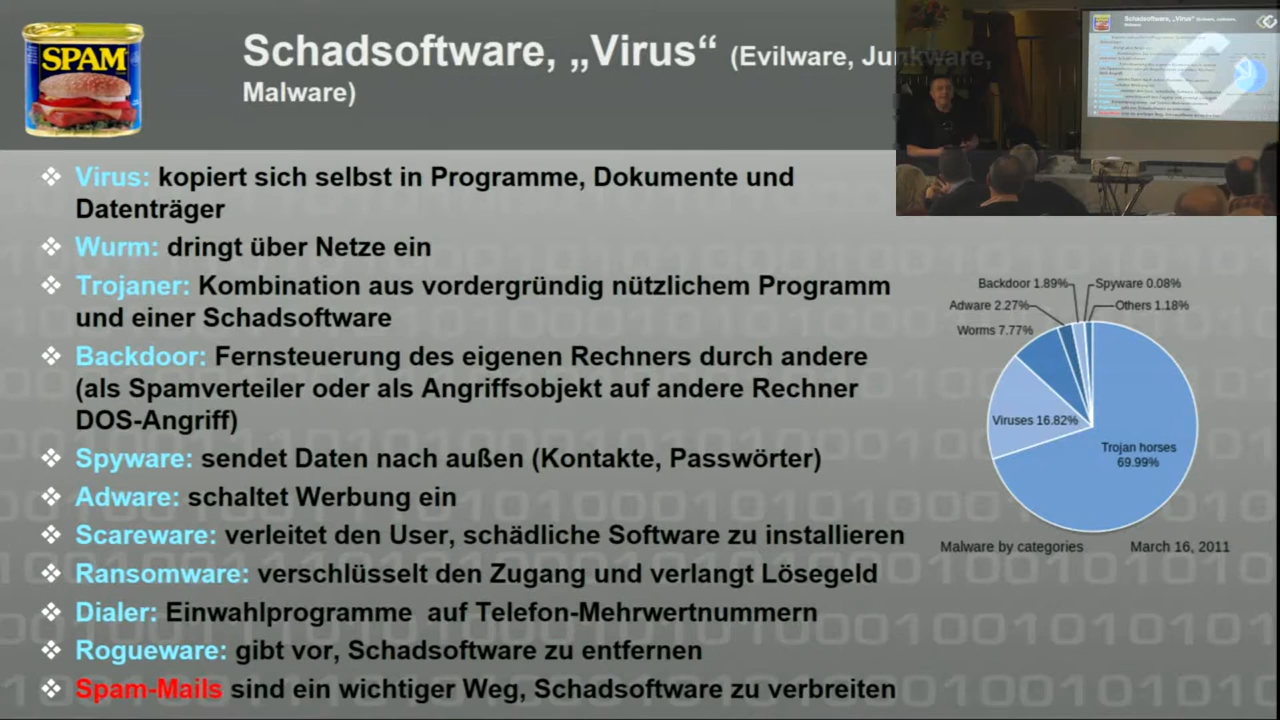 SPAM
Schadsoftware, „Virus“ (Evilware, Junkware,
Malware)
❖ Virus: kopiert sich selbst in Programme, Dokumente und
Datenträger
❖ Wurm: dringt über Netze ein
❖ Trojaner: Kombination aus vordergründig nützlichem Programm
und einer Schadsoftware
❖ Backdoor: Fernsteuerung des eigenen Rechners durch andere
(als Spamverteiler oder als Angriffsobjekt auf andere Rechner
DOS-Angriff)
❖ Spyware: sendet Daten nach außen (Kontakte, Passwörter)
❖ Adware: schaltet Werbung ein
❖ Scareware: verleitet den User, schädliche Software zu installieren
❖ Ransomware: verschlüsselt den Zugang und verlangt Lösegeld
❖ Dialer: Einwahlprogramme  auf Telefon-Mehrwertnummern
❖ Rogueware: gibt vor, Schadsoftware zu entfernen
❖ Spam-Mails sind ein wichtiger Weg, Schadsoftware zu verbreiten
Schadsoftware, „Virus“
Backdoor 1.89%
Spyware 0.08%
Adware 2.27%
Others 1.18%
Worms 7.77%
Viruses 16.82%
Trojan horses
69.99%
Malware by categories
March 16, 2011